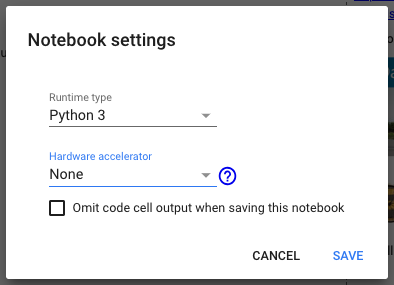 Notebook settings
Runtime type
Python 3
Hardware accelerator
None
?
Omit code cell output when saving this notebook
CANCEL SAVE